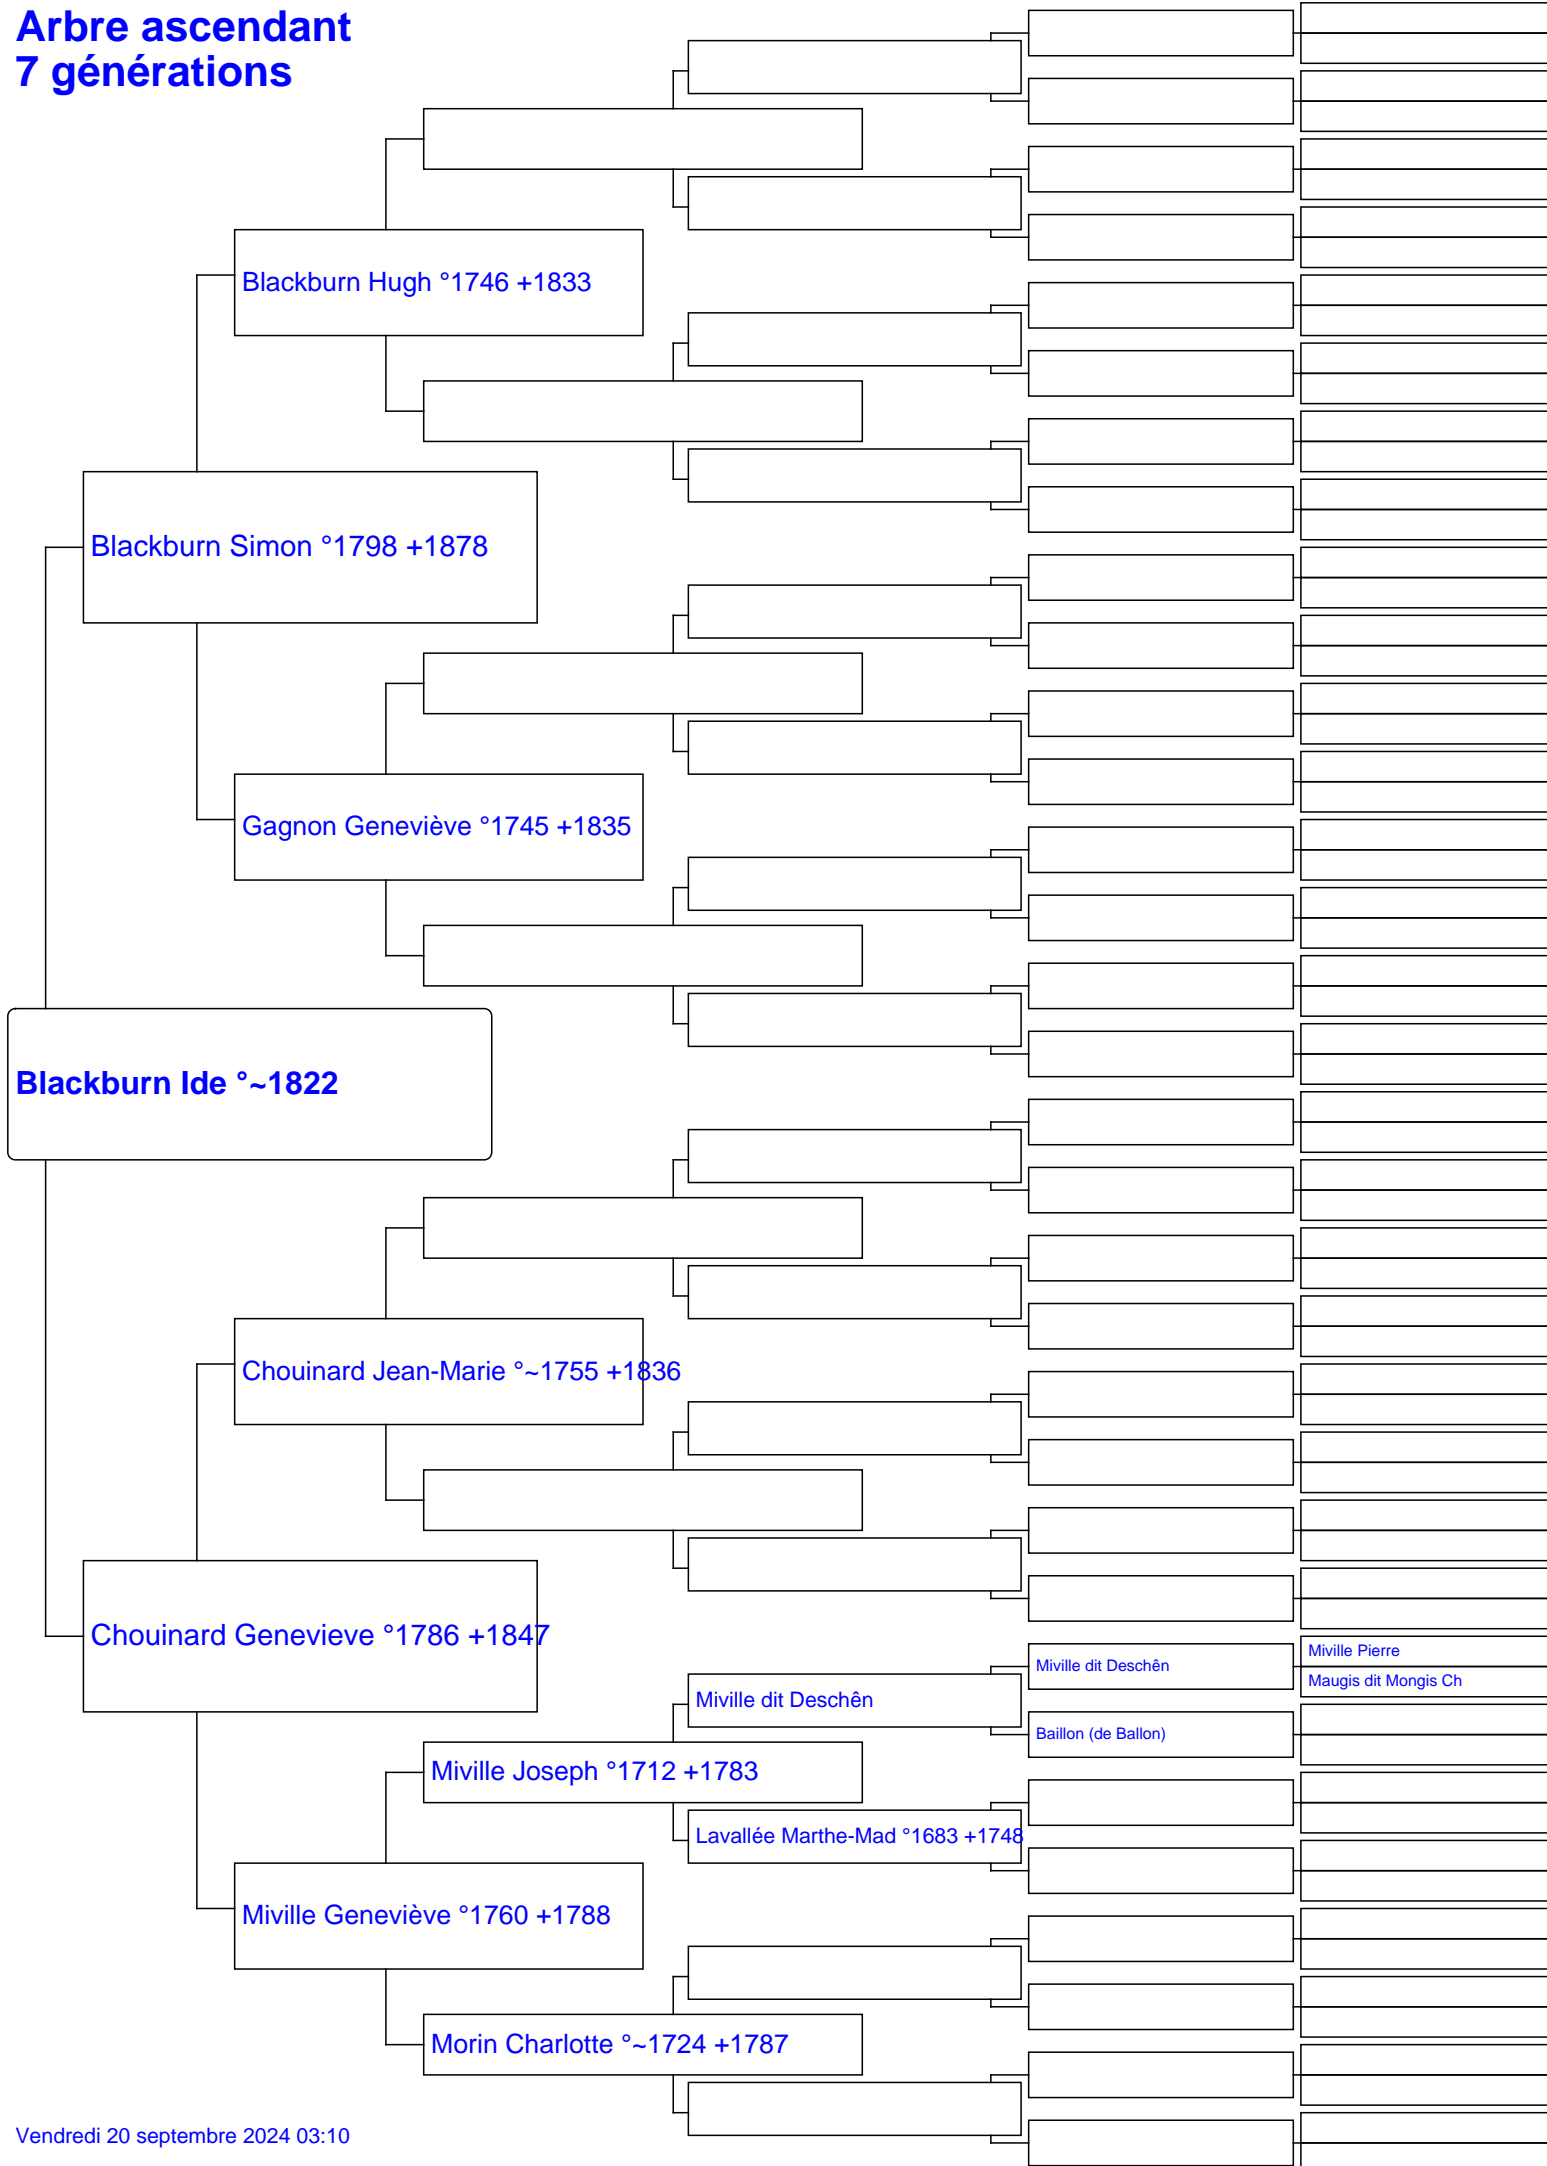 Arbre ascendant
7 générations
Blackburn Hugh °1746 +1833
Blackburn Simon °1798 +1878
Gagnon Geneviève °1745 +1835
Blackburn Ide °~1822
Chouinard Jean-Marie °~1755 +1836
Chouinard Genevieve °1786 +1847
Miville Pierre
Miville dit Deschên
Maugis dit Mongis Ch
Miville dit Deschên
Baillon (de Ballon)
Miville Joseph °1712 +1783
Lavallée Marthe-Mad °1683 +1748
Miville Geneviève °1760 +1788
Morin Charlotte °~1724 +1787
Vendredi 20 septembre 2024 03:10